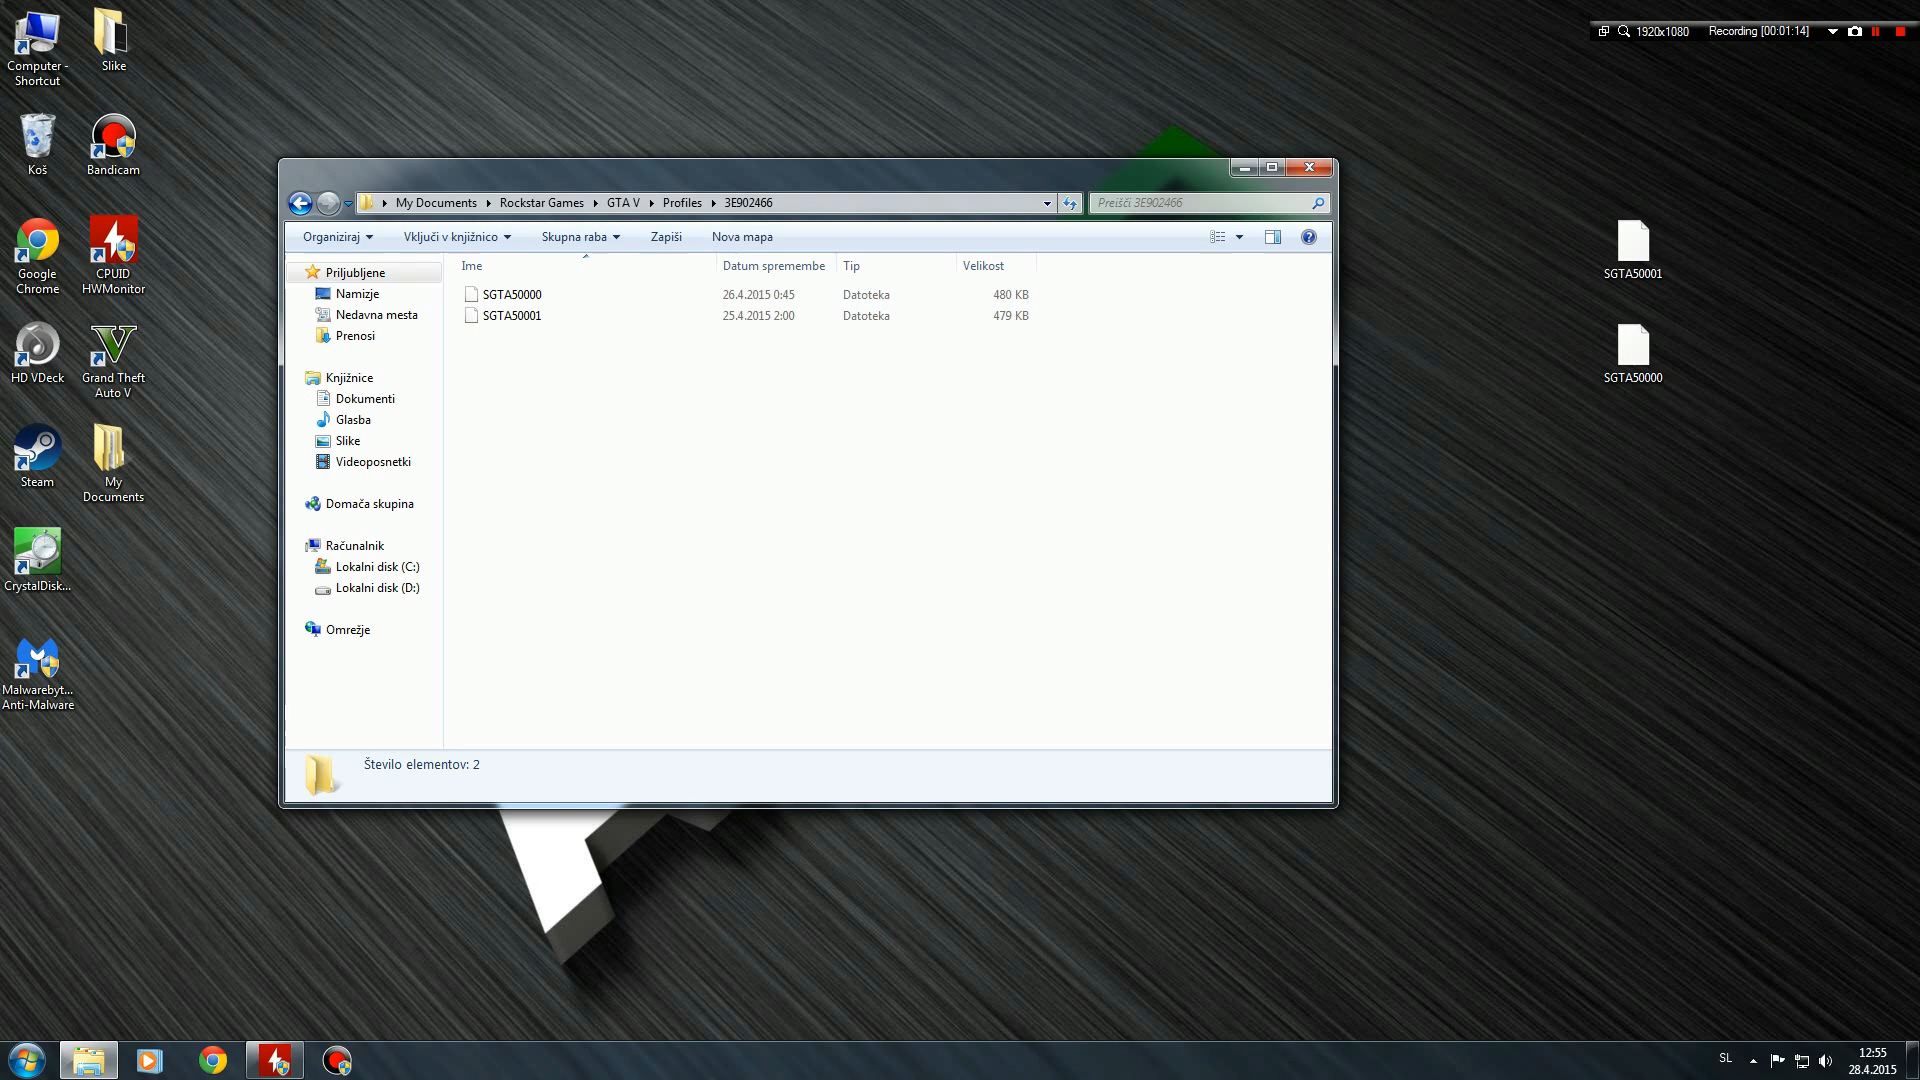 Computer -
Shortcut
Slike
Koš
Bandicam
Google
Chrome
CPUID
HWMonitor
HD VDeck
Grand Theft
Auto V
Steam
My
Documents
CrystalDisk...
Malwarebyt...
Anti-Malware
1920x1080
Recording [00:01:14]
My Documents
Rockstar Games
GTA V
Profiles
3E902466
Preišči 3E902466
Organiziraj
Vključi v knjižnico
Skupna raba
Zapiši
Nova mapa
Priljubljene
Namizje
Nedavna mesta
Prenosi
Knjižnice
Dokumenti
Glasba
Slike
Videoposnetki
Domača skupina
Računalnik
Lokalni disk (C:)
Lokalni disk (D:)
Omrežje
Ime
Datum spremembe
Tip
Velikost
SGTA50000
26.4.2015 0:45
Datoteka
480 KB
SGTA50001
25.4.2015 2:00
Datoteka
479 KB
Število elementov: 2
SGTA50001
SGTA50000
SL
12:55
28.4.2015